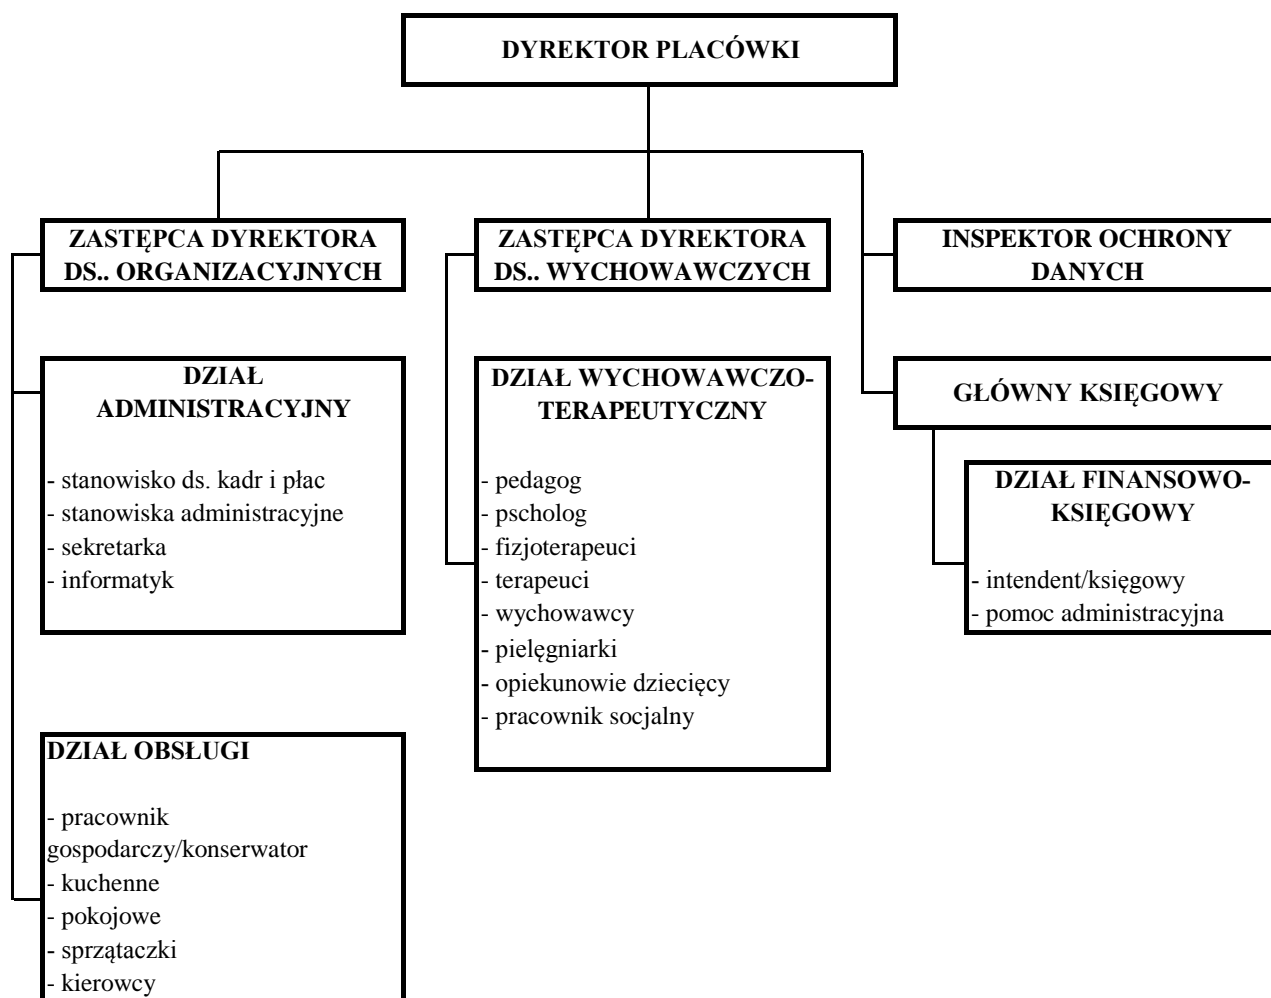 DYREKTOR PLACÓWKI
ZASTĘPCA DYREKTORA
DS.. ORGANIZACYJNYCH
ZASTĘPCA DYREKTORA
DS.. WYCHOWAWCZYCH
INSPEKTOR OCHRONY
DANYCH
DZIAŁ
ADMINISTRACYJNY
- stanowisko ds. kadr i płac
- stanowiska administracyjne
- sekretarka
- informatyk
DZIAŁ WYCHOWAWCZO-
TERAPEUTYCZNY
- pedagog
- pscholog
- fizjoterapeuci
- terapeuci
- wychowawcy
- pielęgniarki
- opiekunowie dziecięcy
- pracownik socjalny
GŁÓWNY KSIĘGOWY
DZIAŁ FINANSOWO-
KSIĘGOWY
- intendent/księgowy
- pomoc administracyjna
DZIAŁ OBSŁUGI
- pracownik
gospodarczy/konserwator
- kuchenne
- pokojowe
- sprzątaczki
- kierowcy